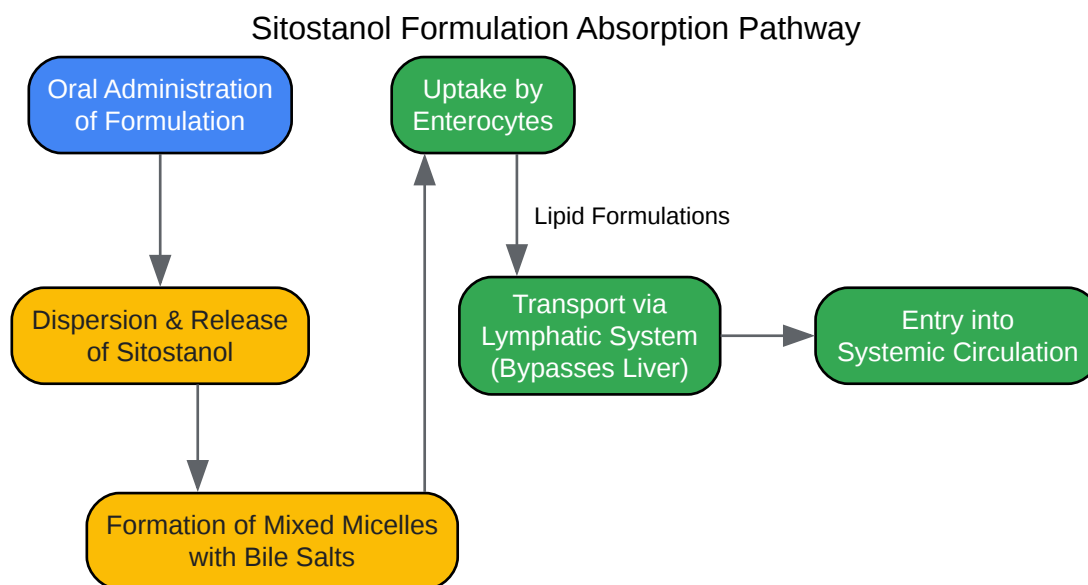 Sitostanol Formulation Absorption Pathway
Oral Administration
of Formulation
Uptake by
Enterocytes
Lipid Formulations
Dispersion & Release
of Sitostanol
Transport via
Lymphatic System
(Bypasses Liver)
Entry into
Systemic Circulation
Formation of Mixed Micelles
with Bile Salts